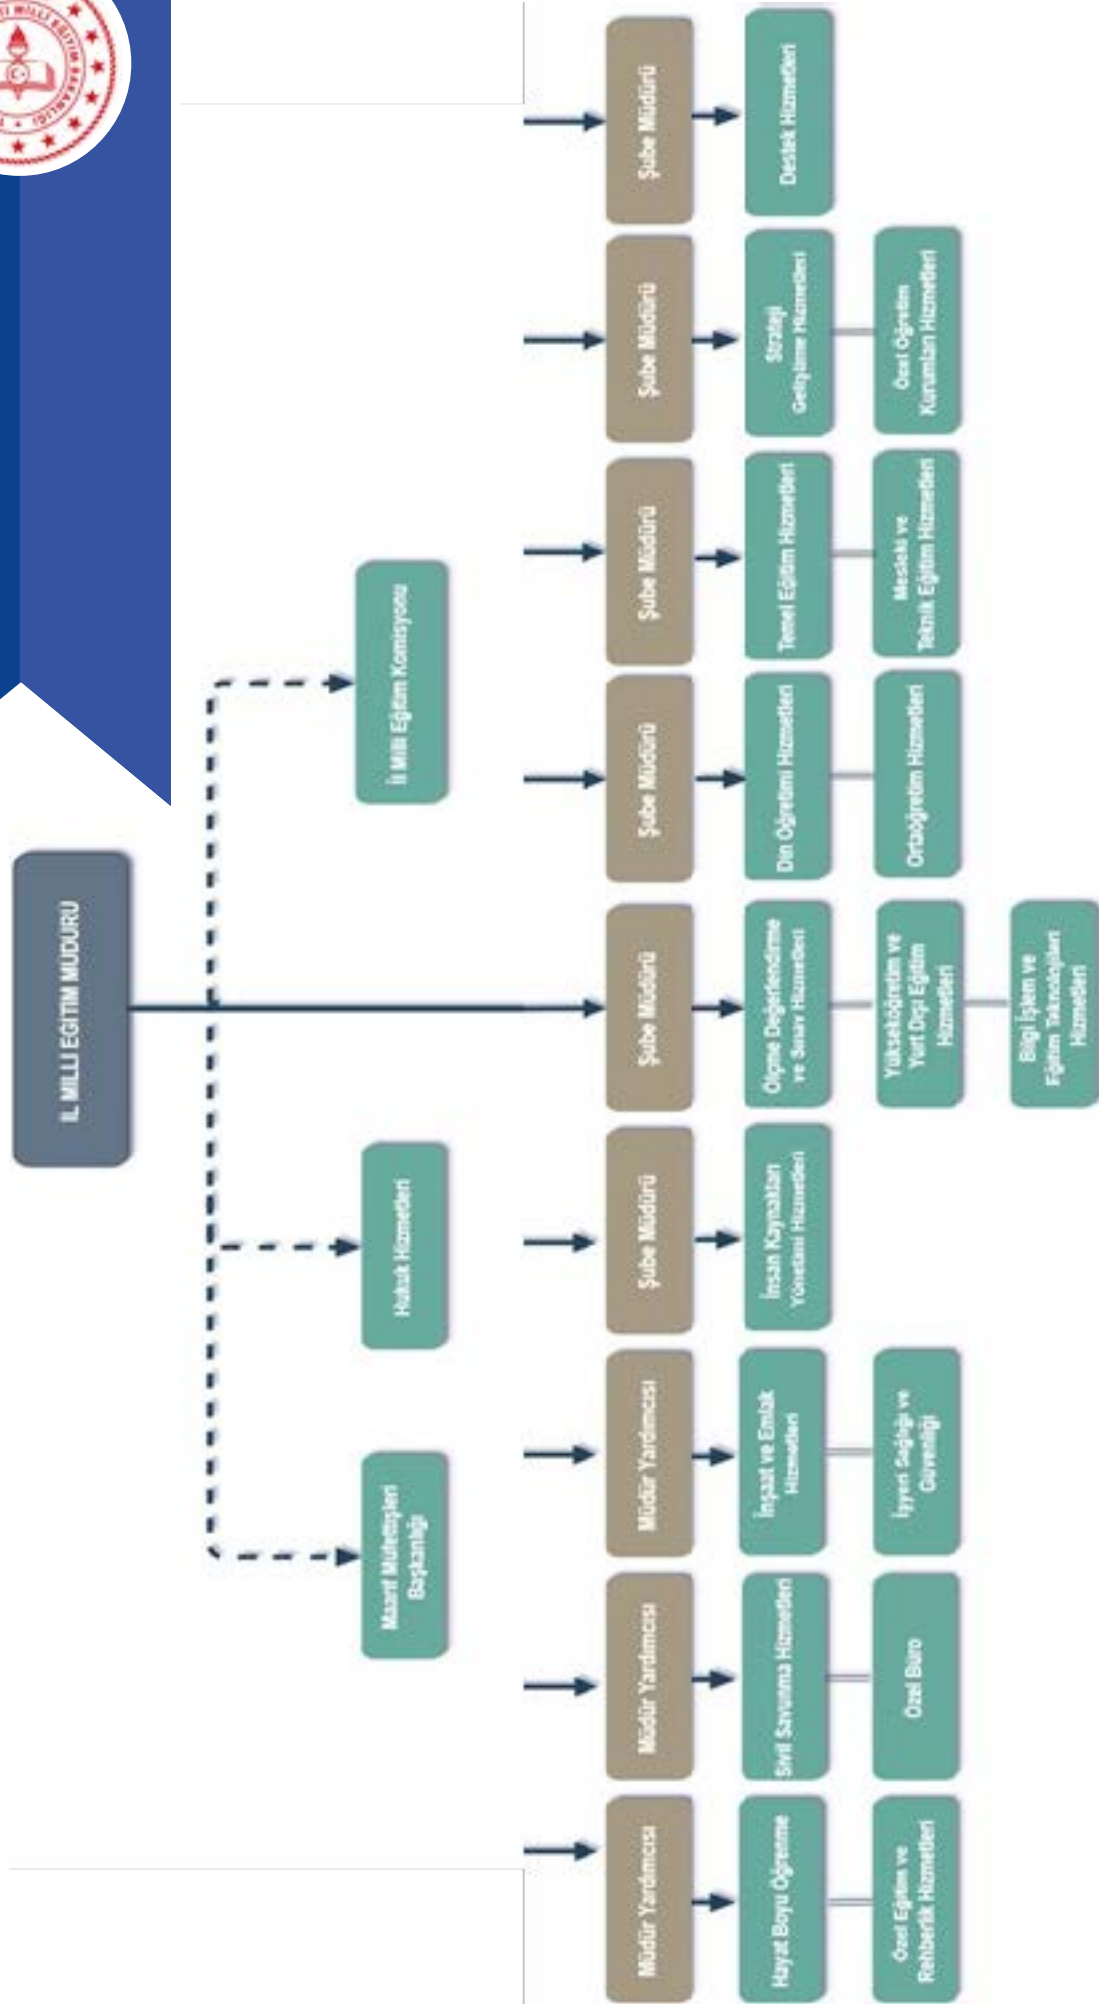 MİLLÎ EĞİTİM BAKANLIĞI
İL MİLLİ EĞİTİM MÜDÜRÜ
Maarif Müfettişleri
Başkanlığı
Hukuk Hizmetleri
İl Milli Eğitim Komisyonu
Müdür Yardımcısı
Müdür Yardımcısı
Müdür Yardımcısı
Şube Müdürü
Şube Müdürü
Şube Müdürü
Şube Müdürü
Şube Müdürü
Şube Müdürü
Hayat Boyu Öğrenme
Sivil Savunma Hizmetleri
İnşaat ve Emlak
Hizmetleri
İnsan Kaynakları
Yönetimi Hizmetleri
Ölçme Değerlendirme
ve Sınav Hizmetleri
Din Öğretimi Hizmetleri
Temel Eğitim Hizmetleri
Strateji
Geliştirme Hizmetleri
Destek Hizmetleri
Özel Eğitim ve
Rehberlik Hizmetleri
Özel Büro
İşyeri Sağlığı ve
Güvenliği
Yükseköğretim ve
Yurt Dışı Eğitim
Hizmetleri
Ortaöğretim Hizmetleri
Mesleki ve
Teknik Eğitim Hizmetleri
Özel Öğretim
Kurumları Hizmetleri
Bilgi İşlem ve
Eğitim Teknolojileri
Hizmetleri